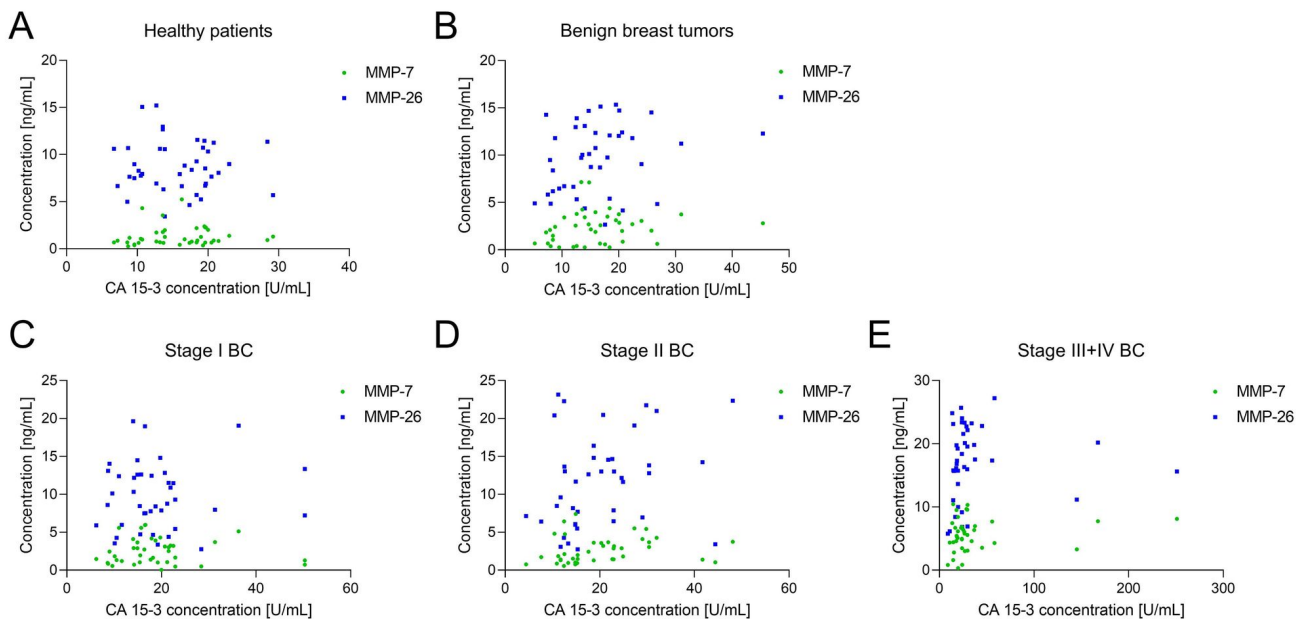 A
Healthy patients
Concentration [ng/mL]
20
15
10
5
0
0 10 20 30 40
CA 15-3 concentration [U/mL]
MMP-7
MMP-26
B
Benign breast tumors
Concentration [ng/mL]
20
15
10
5
0
0 10 20 30 40 50
CA 15-3 concentration [U/mL]
MMP-7
MMP-26
C
Stage I BC
Concentration [ng/mL]
25
20
15
10
5
0
0 20 40 60
CA 15-3 concentration [U/mL]
MMP-7
MMP-26
D
Stage II BC
Concentration [ng/mL]
25
20
15
10
5
0
0 20 40 60
CA 15-3 concentration [U/mL]
MMP-7
MMP-26
E
Stage III+IV BC
Concentration [ng/mL]
30
20
10
0
0 100 200 300
CA 15-3 concentration [U/mL]
MMP-7
MMP-26